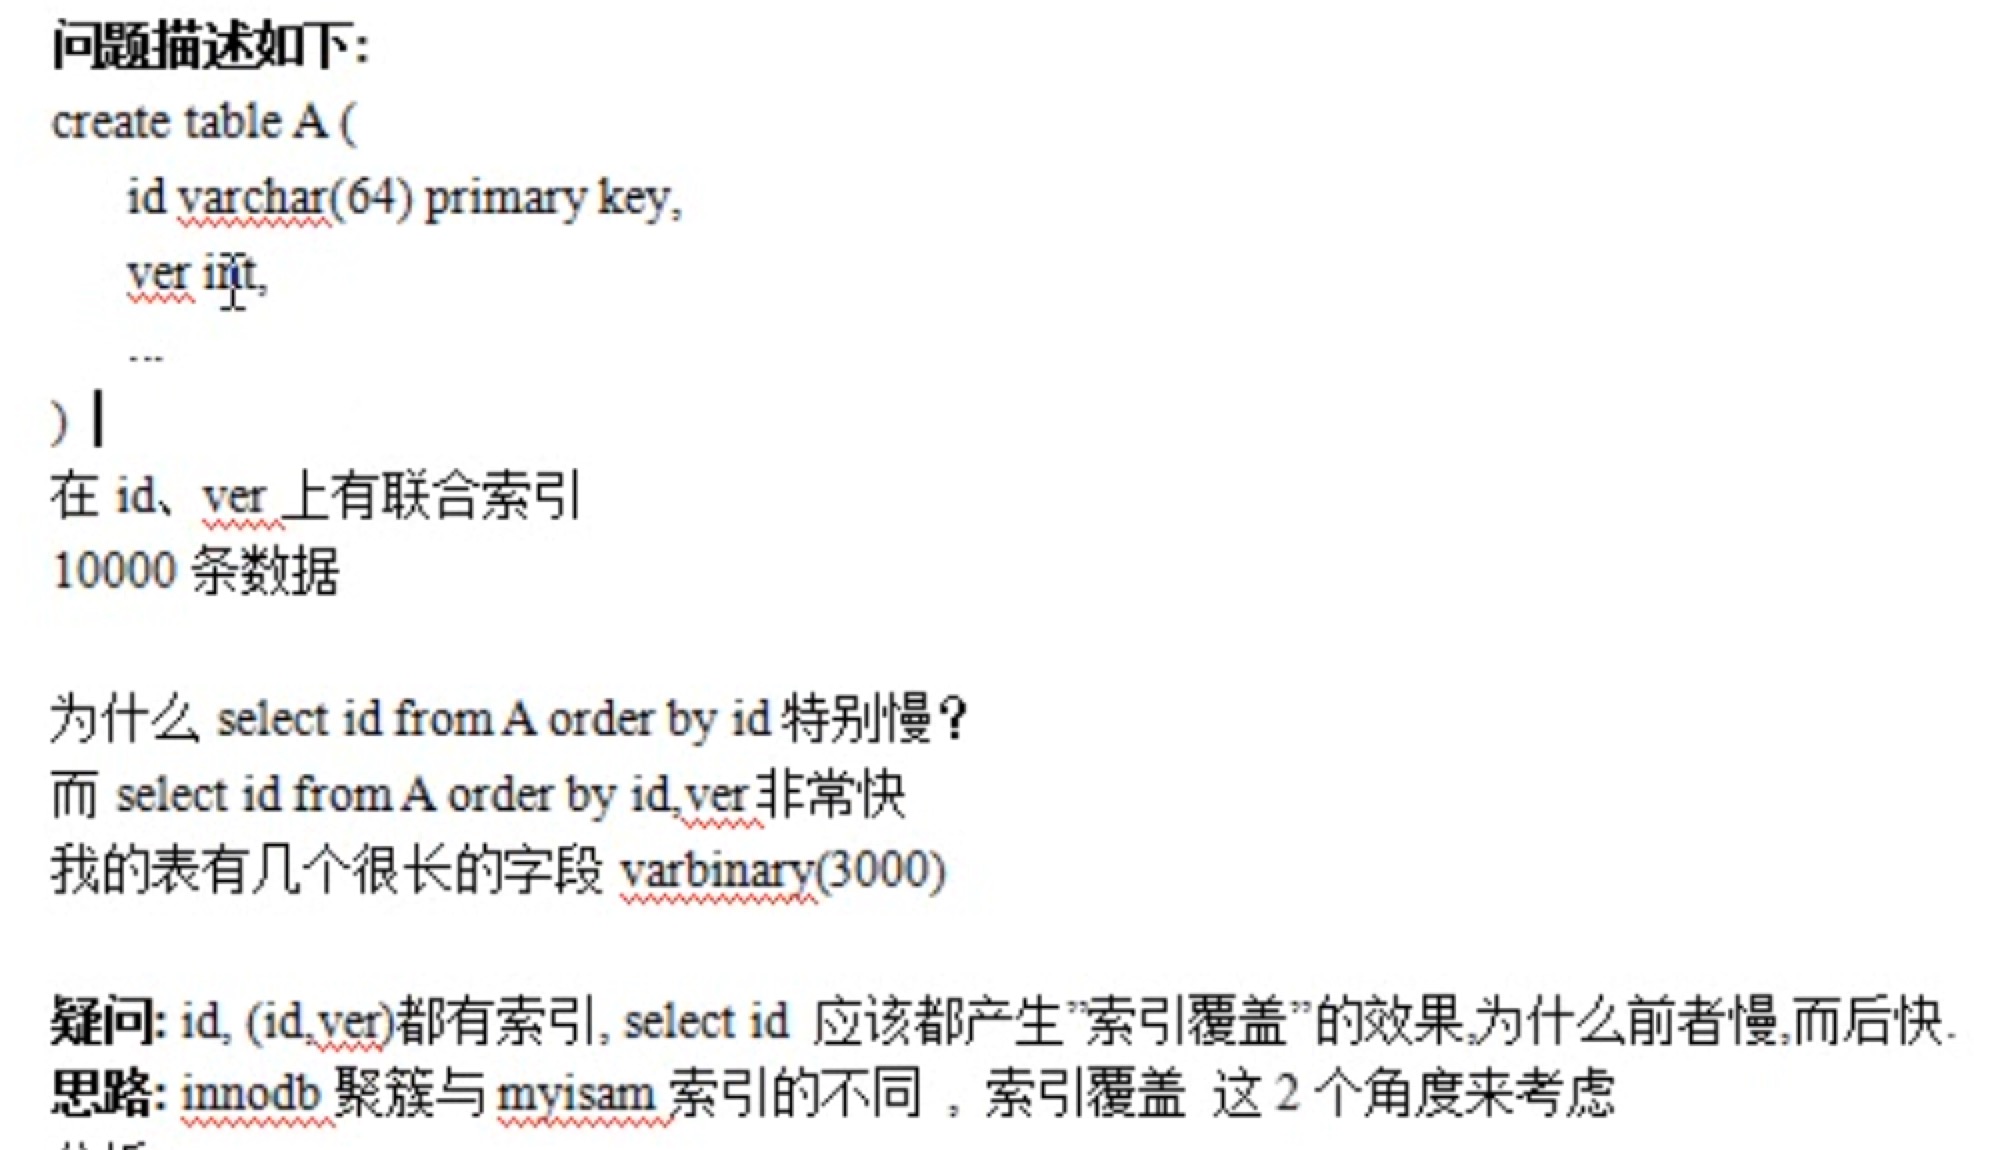 问题描述如下:
create table A (
id varchar(64) primary key,
ver int,
...
)
在 id、ver 上有联合索引
10000 条数据
为什么 select id from A order by id 特别慢?
而 select id from A order by id,ver 非常快
我的表有几个很长的字段 varbinary(3000)
疑问: id, (id,ver)都有索引, select id 应该都产生”索引覆盖”的效果,为什么前者慢,而后快.
思路: innodb 聚簇与 myisam 索引的不同 , 索引覆盖 这 2 个角度来考虑